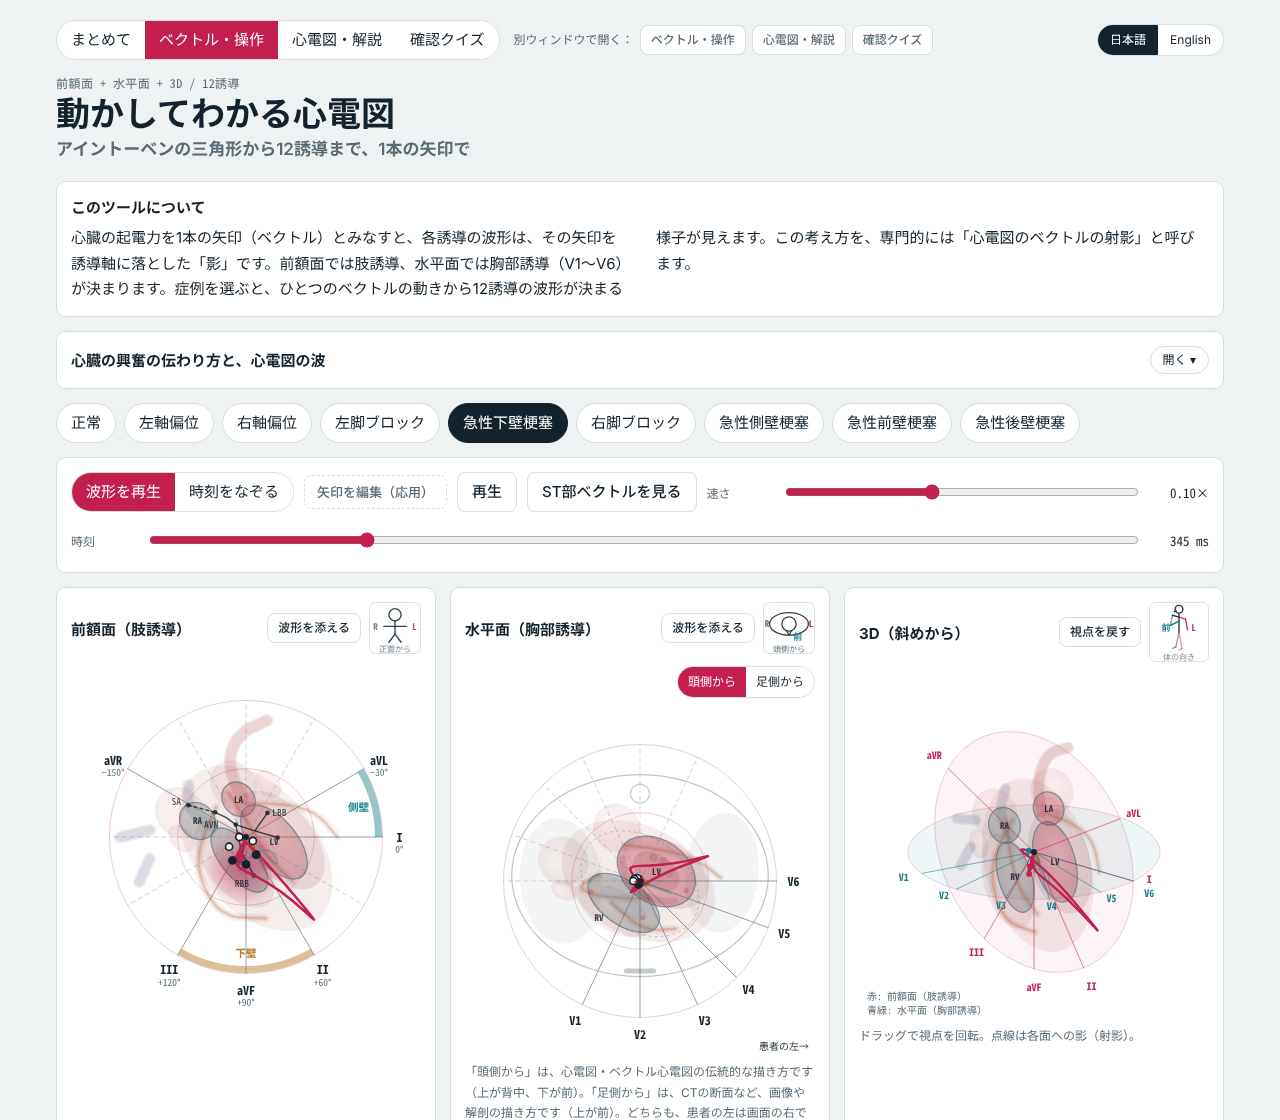 まとめて ベクトル・操作 心電図・解説 確認クイズ 別ウィンドウで開く： ベクトル・操作 心電図・解説 確認クイズ 日本語 English
前額面 + 水平面 + 3D / 12誘導
動かしてわかる心電図
アイントーベンの三角形から12誘導まで、1本の矢印で
このツールについて
心臓の起電力を1本の矢印（ベクトル）とみなすと、各誘導の波形は、その矢印を
誘導軸に落とした「影」です。前額面では肢誘導、水平面では胸部誘導（V1〜V6）
が決まります。症例を選ぶと、ひとつのベクトルの動きから12誘導の波形が決まる
様子が見えます。この考え方を、専門的には「心電図のベクトルの射影」と呼び
ます。
心臓の興奮の伝わり方と、心電図の波 開く ▾
正常 左軸偏位 右軸偏位 左脚ブロック 急性下壁梗塞 右脚ブロック 急性側壁梗塞 急性前壁梗塞 急性後壁梗塞
波形を再生 時刻をなぞる 矢印を編集（応用） 再生 ST部ベクトルを見る 速さ 0.10×
時刻 345 ms
前額面（肢誘導） 波形を添える R L 正面から
aVR −150°
aVL −30°
側壁
SA LA LBB
RA AVN LV
RBB
I 0°
下壁
III +120°
II +60°
aVF +90°
水平面（胸部誘導） 波形を添える R L 前 頭側から
頭側から 足側から
LV
RV
V6
V5
V4
V1 V3
V2
患者の左→
「頭側から」は、心電図・ベクトル心電図の伝統的な描き方です
（上が背中、下が前）。「足側から」は、CTの断面など、画像や
解剖の描き方です（上が前）。どちらも、患者の左は画面の右で
3D（斜めから） 視点を戻す 前 L 体の向き
aVR
LA
RA aVL
LV
V1 RV I
V2 V3 V4 V5 V6
III
aVF II
赤: 前額面（肢誘導）
青緑: 水平面（胸部誘導）
ドラッグで視点を回転。点線は各面への影（射影）。